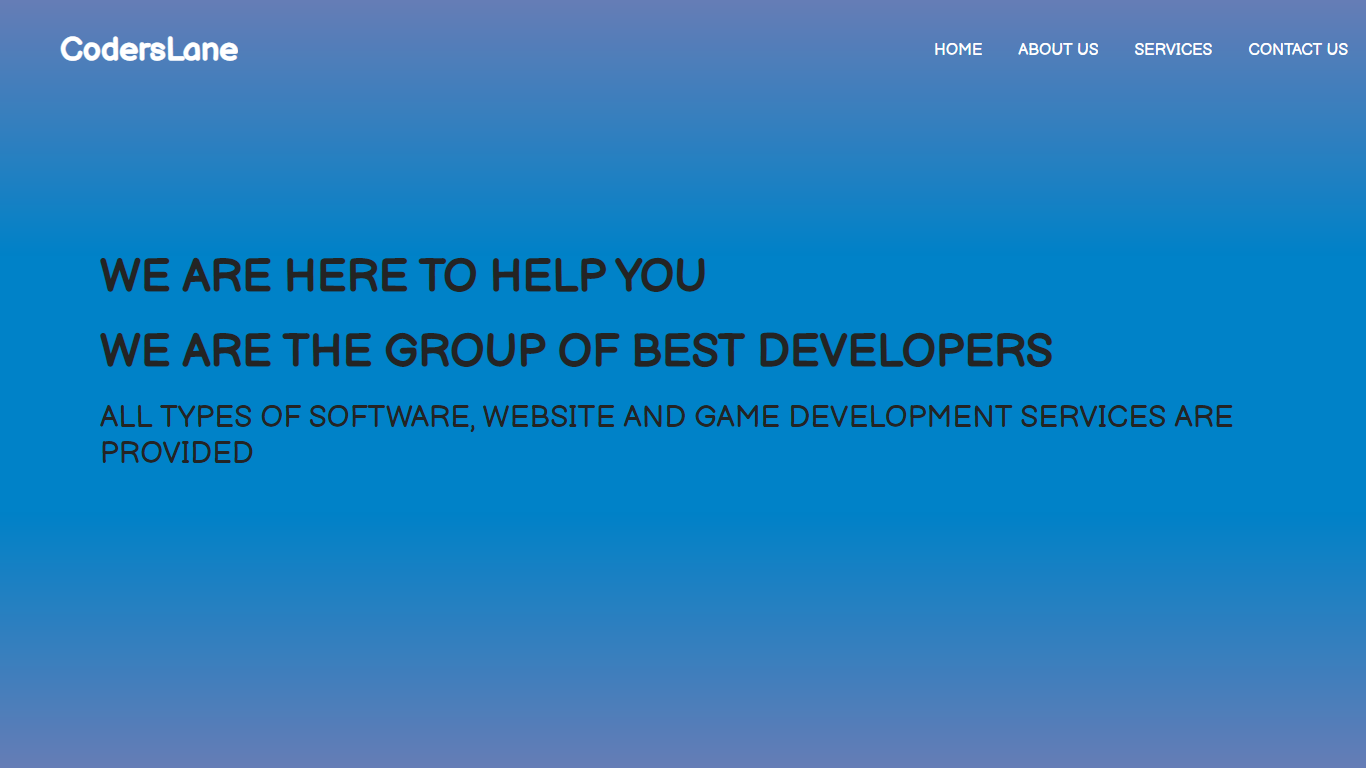 CodersLane
HOME ABOUT US SERVICES CONTACT US
WE ARE HERE TO HELP YOU
WE ARE THE GROUP OF BEST DEVELOPERS
ALL TYPES OF SOFTWARE, WEBSITE AND GAME DEVELOPMENT SERVICES ARE
PROVIDED